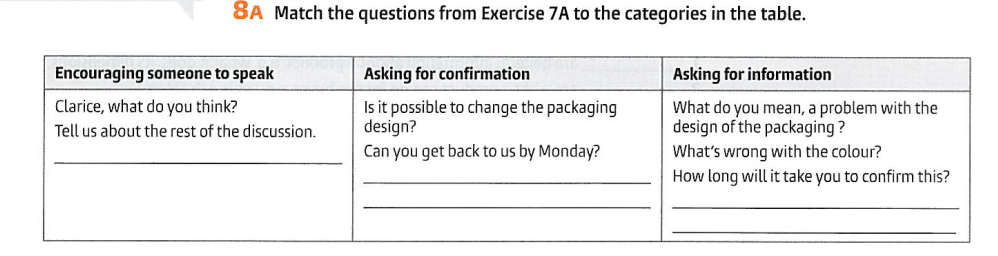 8A Match the questions from Exercise 7A to the categories in the table.
Encouraging someone to speak
Asking for confirmation
Asking for information
Clarice, what do you think?
Tell us about the rest of the discussion.
Is it possible to change the packaging
design?
Can you get back to us by Monday?
What do you mean, a problem with the
design of the packaging ?
What's wrong with the colour?
How long will it take you to confirm this?